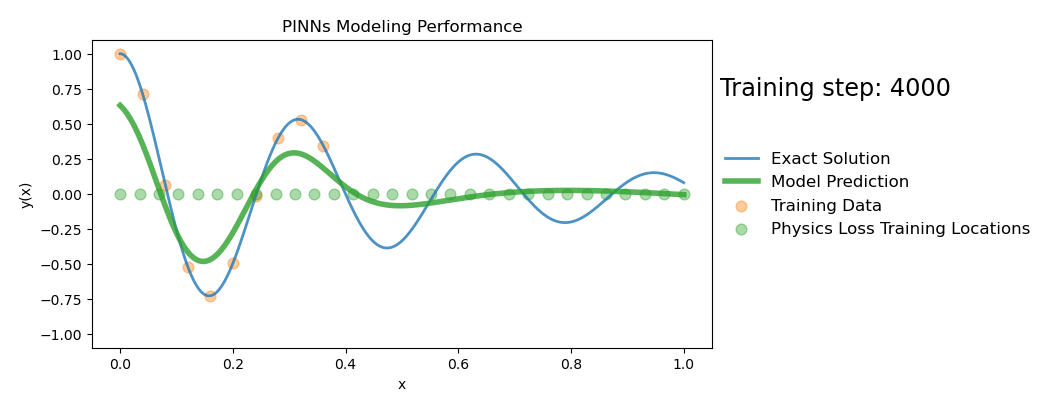 PINNs Modeling Performance
Training step: 4000
y(x)
1.00
0.75
0.50
0.25
0.00
−0.25
−0.50
−0.75
−1.00
0.0 0.2 0.4 0.6 0.8 1.0
x
Exact Solution
Model Prediction
Training Data
Physics Loss Training Locations